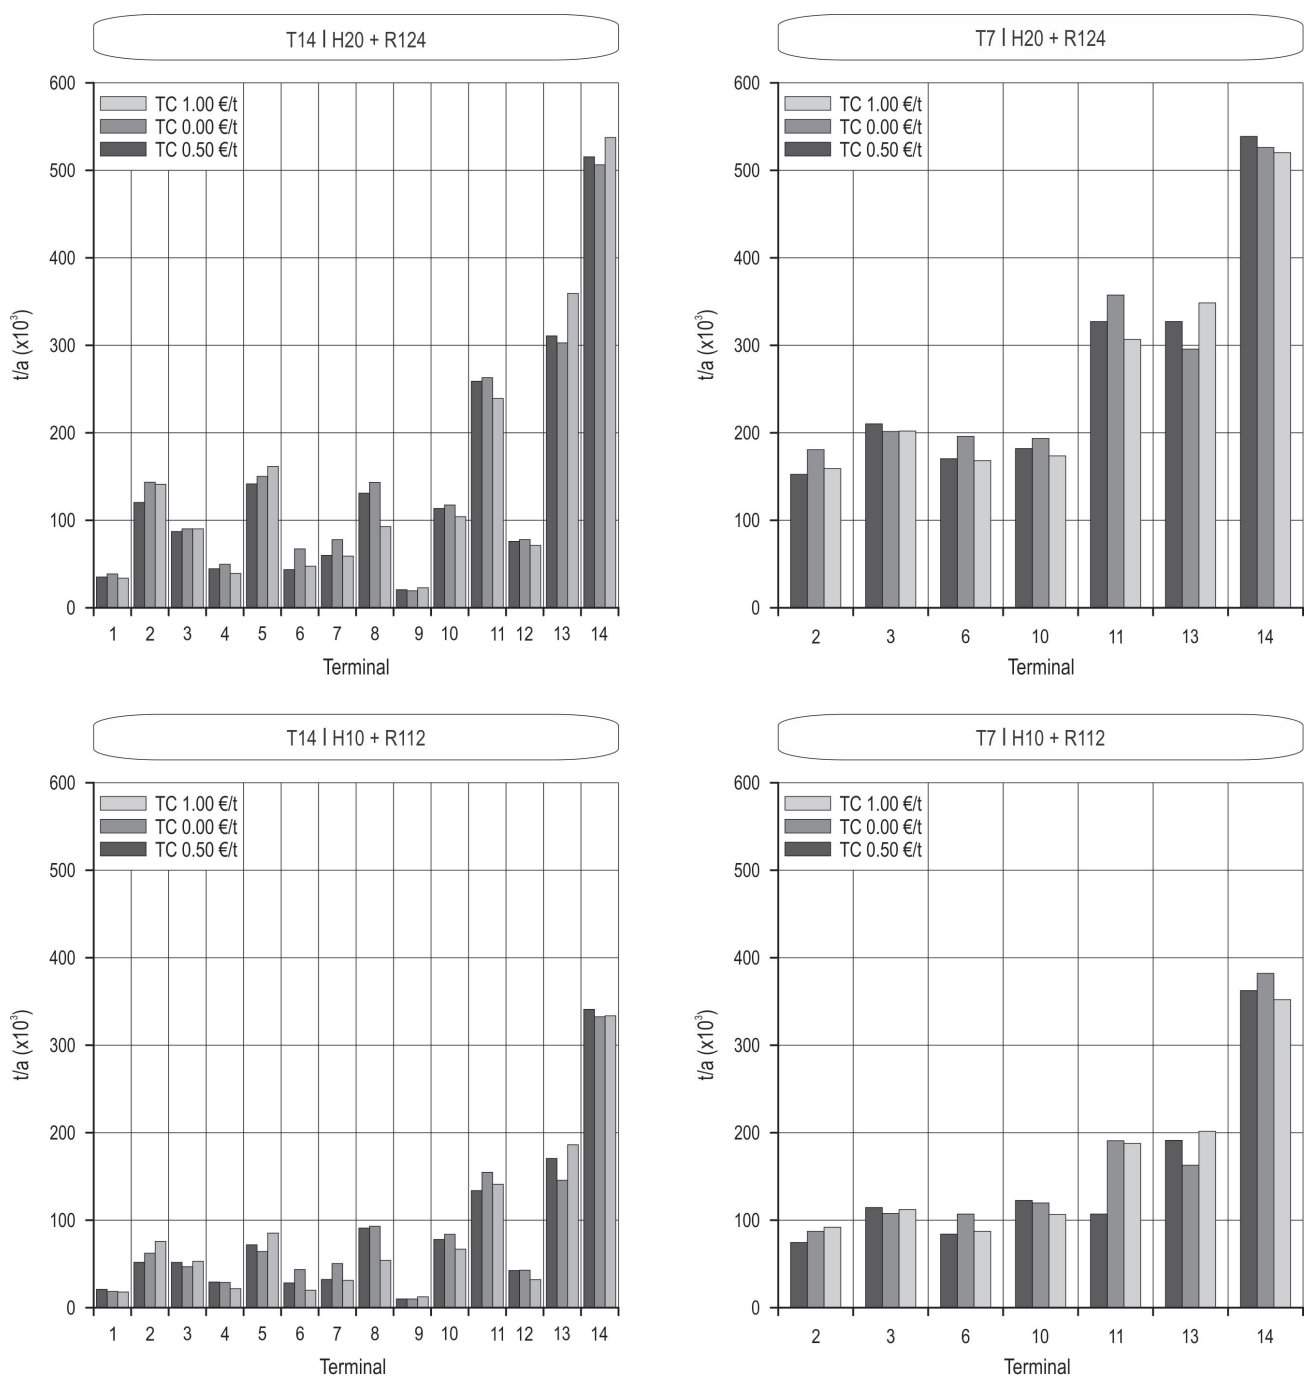 T14 | H20 + R124
600
500
400
300
200
100
0
t/a (x10³)
TC 1.00 €/t
TC 0.00 €/t
TC 0.50 €/t
1 2 3 4 5 6 7 8 9 10 11 12 13 14
Terminal
T7 | H20 + R124
600
500
400
300
200
100
0
t/a (x10³)
TC 1.00 €/t
TC 0.00 €/t
TC 0.50 €/t
2 3 6 10 11 13 14
Terminal
T14 | H10 + R112
600
500
400
300
200
100
0
t/a (x10³)
TC 1.00 €/t
TC 0.00 €/t
TC 0.50 €/t
1 2 3 4 5 6 7 8 9 10 11 12 13 14
Terminal
T7 | H10 + R112
600
500
400
300
200
100
0
t/a (x10³)
TC 1.00 €/t
TC 0.00 €/t
TC 0.50 €/t
2 3 6 10 11 13 14
Terminal